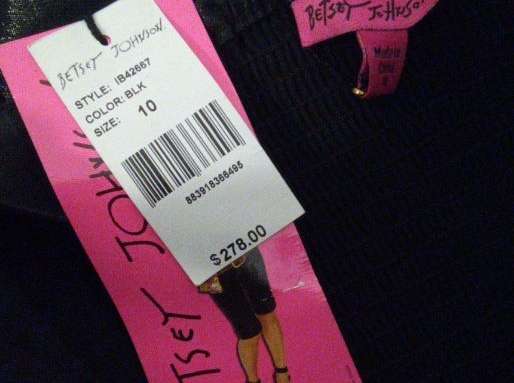 BETSEY JOHNSON
BETSEY JOHNSON
STYLE: IB42667
COLOR:BLK
SIZE: 10
883918366495
$278.00